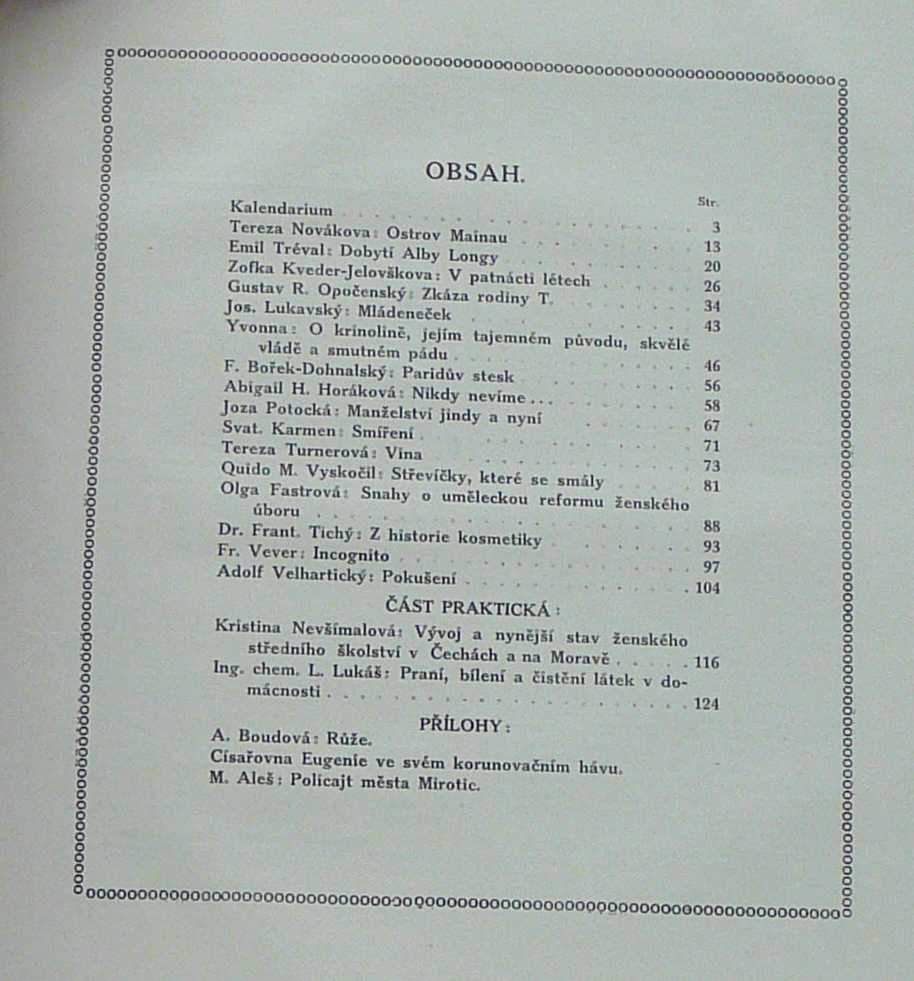 OBSAH.
Str.
Kalendarium . . . . . . . . . . . . . . . 3
Tereza Novákova: Ostrov Mainau . . . . . . . 13
Emil Tréval: Dobytí Alby Longy . . . . . . . 20
Zofka Kveder-Jelovškova: V patnácti létech . . . . 26
Gustav R. Opočenský: Zkáza rodiny T. . . . . . 34
Jos. Lukavský: Mládeneček . . . . . . . . . 43
Yvonna: O krinolině, jejím tajemném původu, skvělé
vládě a smutném pádu . . . . . . . . . . 46
F. Bořek-Dohnalský: Paridův stesk . . . . . . . 56
Abigail H. Horáková: Nikdy nevíme ... . . . . . . 58
Joza Potocká: Manželství jindy a nyní . . . . . 67
Svat. Karmen: Smíření . . . . . . . . . . . 71
Tereza Turnerová: Vina . . . . . . . . . . 73
Quido M. Vyskočil: Střevíčky, které se smály . . . . 81
Olga Fastrová: Snahy o uměleckou reformu ženského
úboru . . . . . . . . . . . . . . . 88
Dr. Frant. Tichý: Z historie kosmetiky . . . . . . 93
Fr. Vever: Incognito . . . . . . . . . . . 97
Adolf Velhartický: Pokušení . . . . . . . . . 104
ČÁST PRAKTICKÁ:
Kristina Nevšímalová: Vývoj a nynější stav ženského
středního školství v Čechách a na Moravě . . . . . 116
Ing. chem. L. Lukáš: Praní, bílení a čistění látek v do-
mácnosti . . . . . . . . . . . . . . . 124
PŘÍLOHY:
A. Boudová: Růže.
Císařovna Eugenie ve svém korunovačním hávu.
M. Aleš: Policajt města Mirotic.